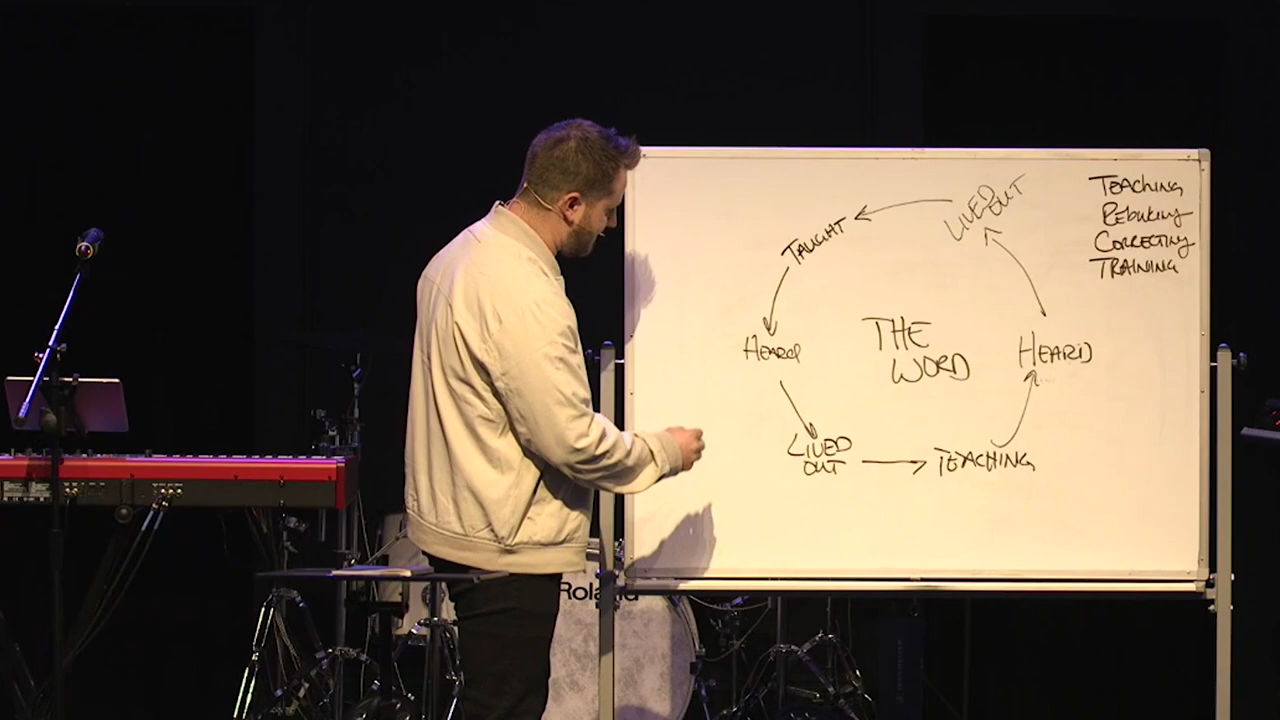 LIVED
OUT
TEACHING
REBUKING
CORRECTING
TRAINING
TAUGHT
THE
WORD
HEARD
HEARD
LIVED
OUT
TEACHING
Roland